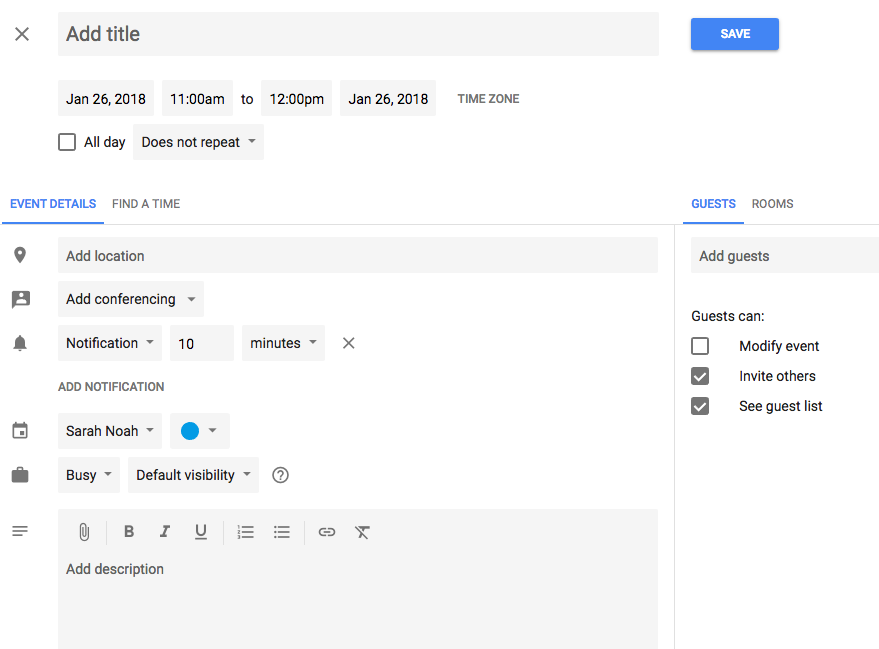 Add title
SAVE
Jan 26, 2018 11:00am to 12:00pm Jan 26, 2018 TIME ZONE
All day Does not repeat
EVENT DETAILS FIND A TIME
GUESTS ROOMS
Add location
Add guests
Add conferencing
Guests can:
Notification 10 minutes
Modify event
Invite others
ADD NOTIFICATION
See guest list
Sarah Noah
Busy Default visibility ?
B I U
Add description